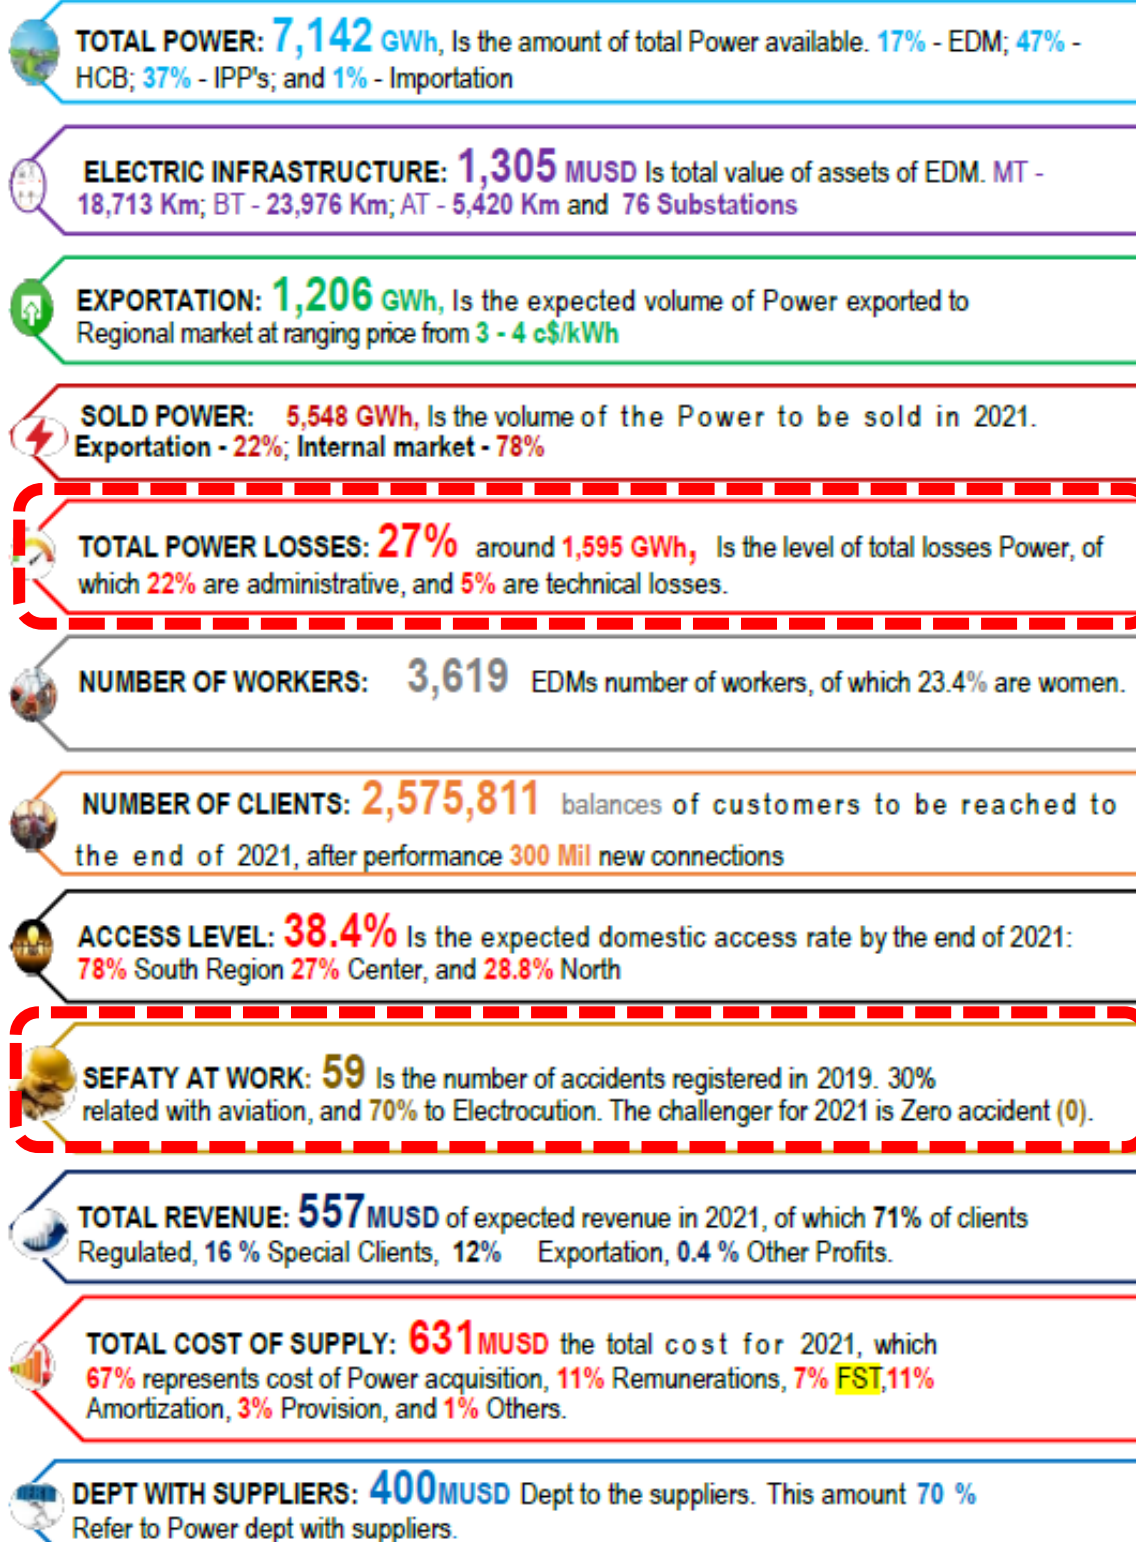 TOTAL POWER: 7,142 GWh, Is the amount of total Power available. 17% - EDM; 47% -
HCB; 37% - IPP's; and 1% - Importation
ELECTRIC INFRASTRUCTURE: 1,305 MUSD Is total value of assets of EDM. MT -
18,713 Km; BT - 23,976 Km; AT - 5,420 Km and 76 Substations
EXPORTATION: 1,206 GWh, Is the expected volume of Power exported to
Regional market at ranging price from 3 - 4 c$/kWh
SOLD POWER: 5,548 GWh, Is the volume of the Power to be sold in 2021.
Exportation - 22%; Internal market - 78%
TOTAL POWER LOSSES: 27% around 1,595 GWh, Is the level of total losses Power, of
which 22% are administrative, and 5% are technical losses.
NUMBER OF WORKERS: 3,619 EDMs number of workers, of which 23.4% are women.
NUMBER OF CLIENTS: 2,575,811 balances of customers to be reached to
the end of 2021, after performance 300 Mil new connections
ACCESS LEVEL: 38.4% Is the expected domestic access rate by the end of 2021:
78% South Region 27% Center, and 28.8% North
SEFATY AT WORK: 59 Is the number of accidents registered in 2019. 30%
related with aviation, and 70% to Electrocution. The challenger for 2021 is Zero accident (0).
TOTAL REVENUE: 557MUSD of expected revenue in 2021, of which 71% of clients
Regulated, 16 % Special Clients, 12% Exportation, 0.4 % Other Profits.
TOTAL COST OF SUPPLY: 631MUSD the total cost for 2021, which
67% represents cost of Power acquisition, 11% Remunerations, 7% FST,11%
Amortization, 3% Provision, and 1% Others.
DEPT WITH SUPPLIERS: 400MUSD Dept to the suppliers. This amount 70 %
Refer to Power dept with suppliers.